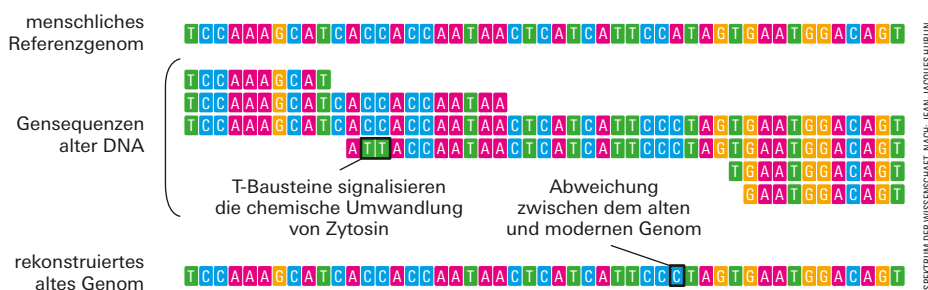 menschliches
Referenzgenom
TCCAAAGCATCACCACCAATAACTCATCATTCCATAGTGAATGGACAGT
Gensequenzen
alter DNA
TCCAAAGCAT
TCCAAAGCATCACCACCAATAA
TCCAAAGCATCACCACCAATAACTCATCATTCCCTAGTGAATGGACAGT
ATTACCAATAACTCATCATTCCCTAGTGAATGGACAGT
TGAATGGACAGT
GAATGGACAGT
T-Bausteine signalisieren
die chemische Umwandlung
von Zytosin
Abweichung
zwischen dem alten
und modernen Genom
rekonstruiertes
altes Genom
TCCAAAGCATCACCACCAATAACTCATCATTCCCTAGTGAATGGACAGT
SPEKTRUM DER WISSENSCHAFT, NACH: JEAN-JACQUES HUBLIN